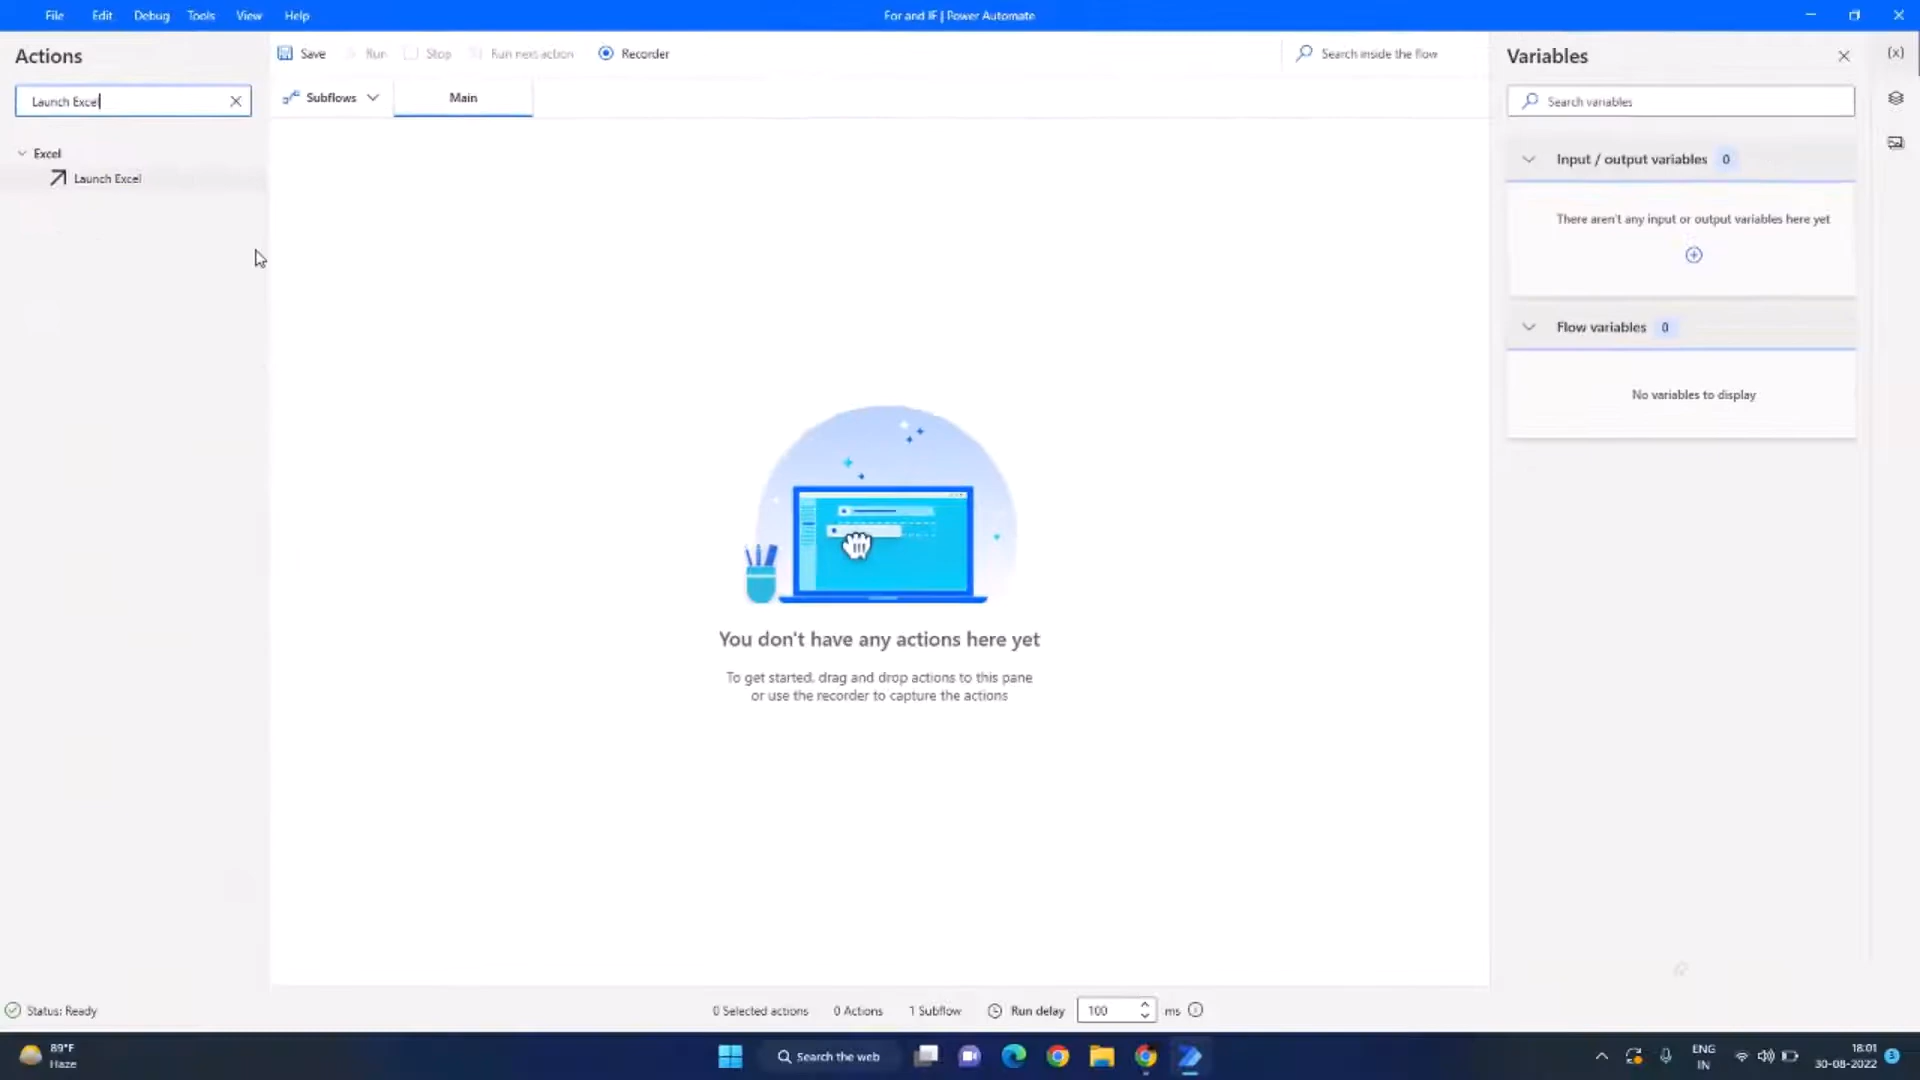 File Edit Debug Tools View Help
For and IF | Power Automate
Actions
Launch Excel
Excel
Launch Excel
Save Run Stop Run next action Recorder
Search inside the flow
Subflows Main
You don't have any actions here yet
To get started, drag and drop actions to this pane
or use the recorder to capture the actions
Variables
Search variables
Input / output variables 0
There aren't any input or output variables here yet
Flow variables 0
No variables to display
(x)
Status: Ready
0 Selected actions 0 Actions 1 Subflow Run delay 100 ms
89°F
Haze
Search the web
ENG
IN
18:01
30-08-2022
3